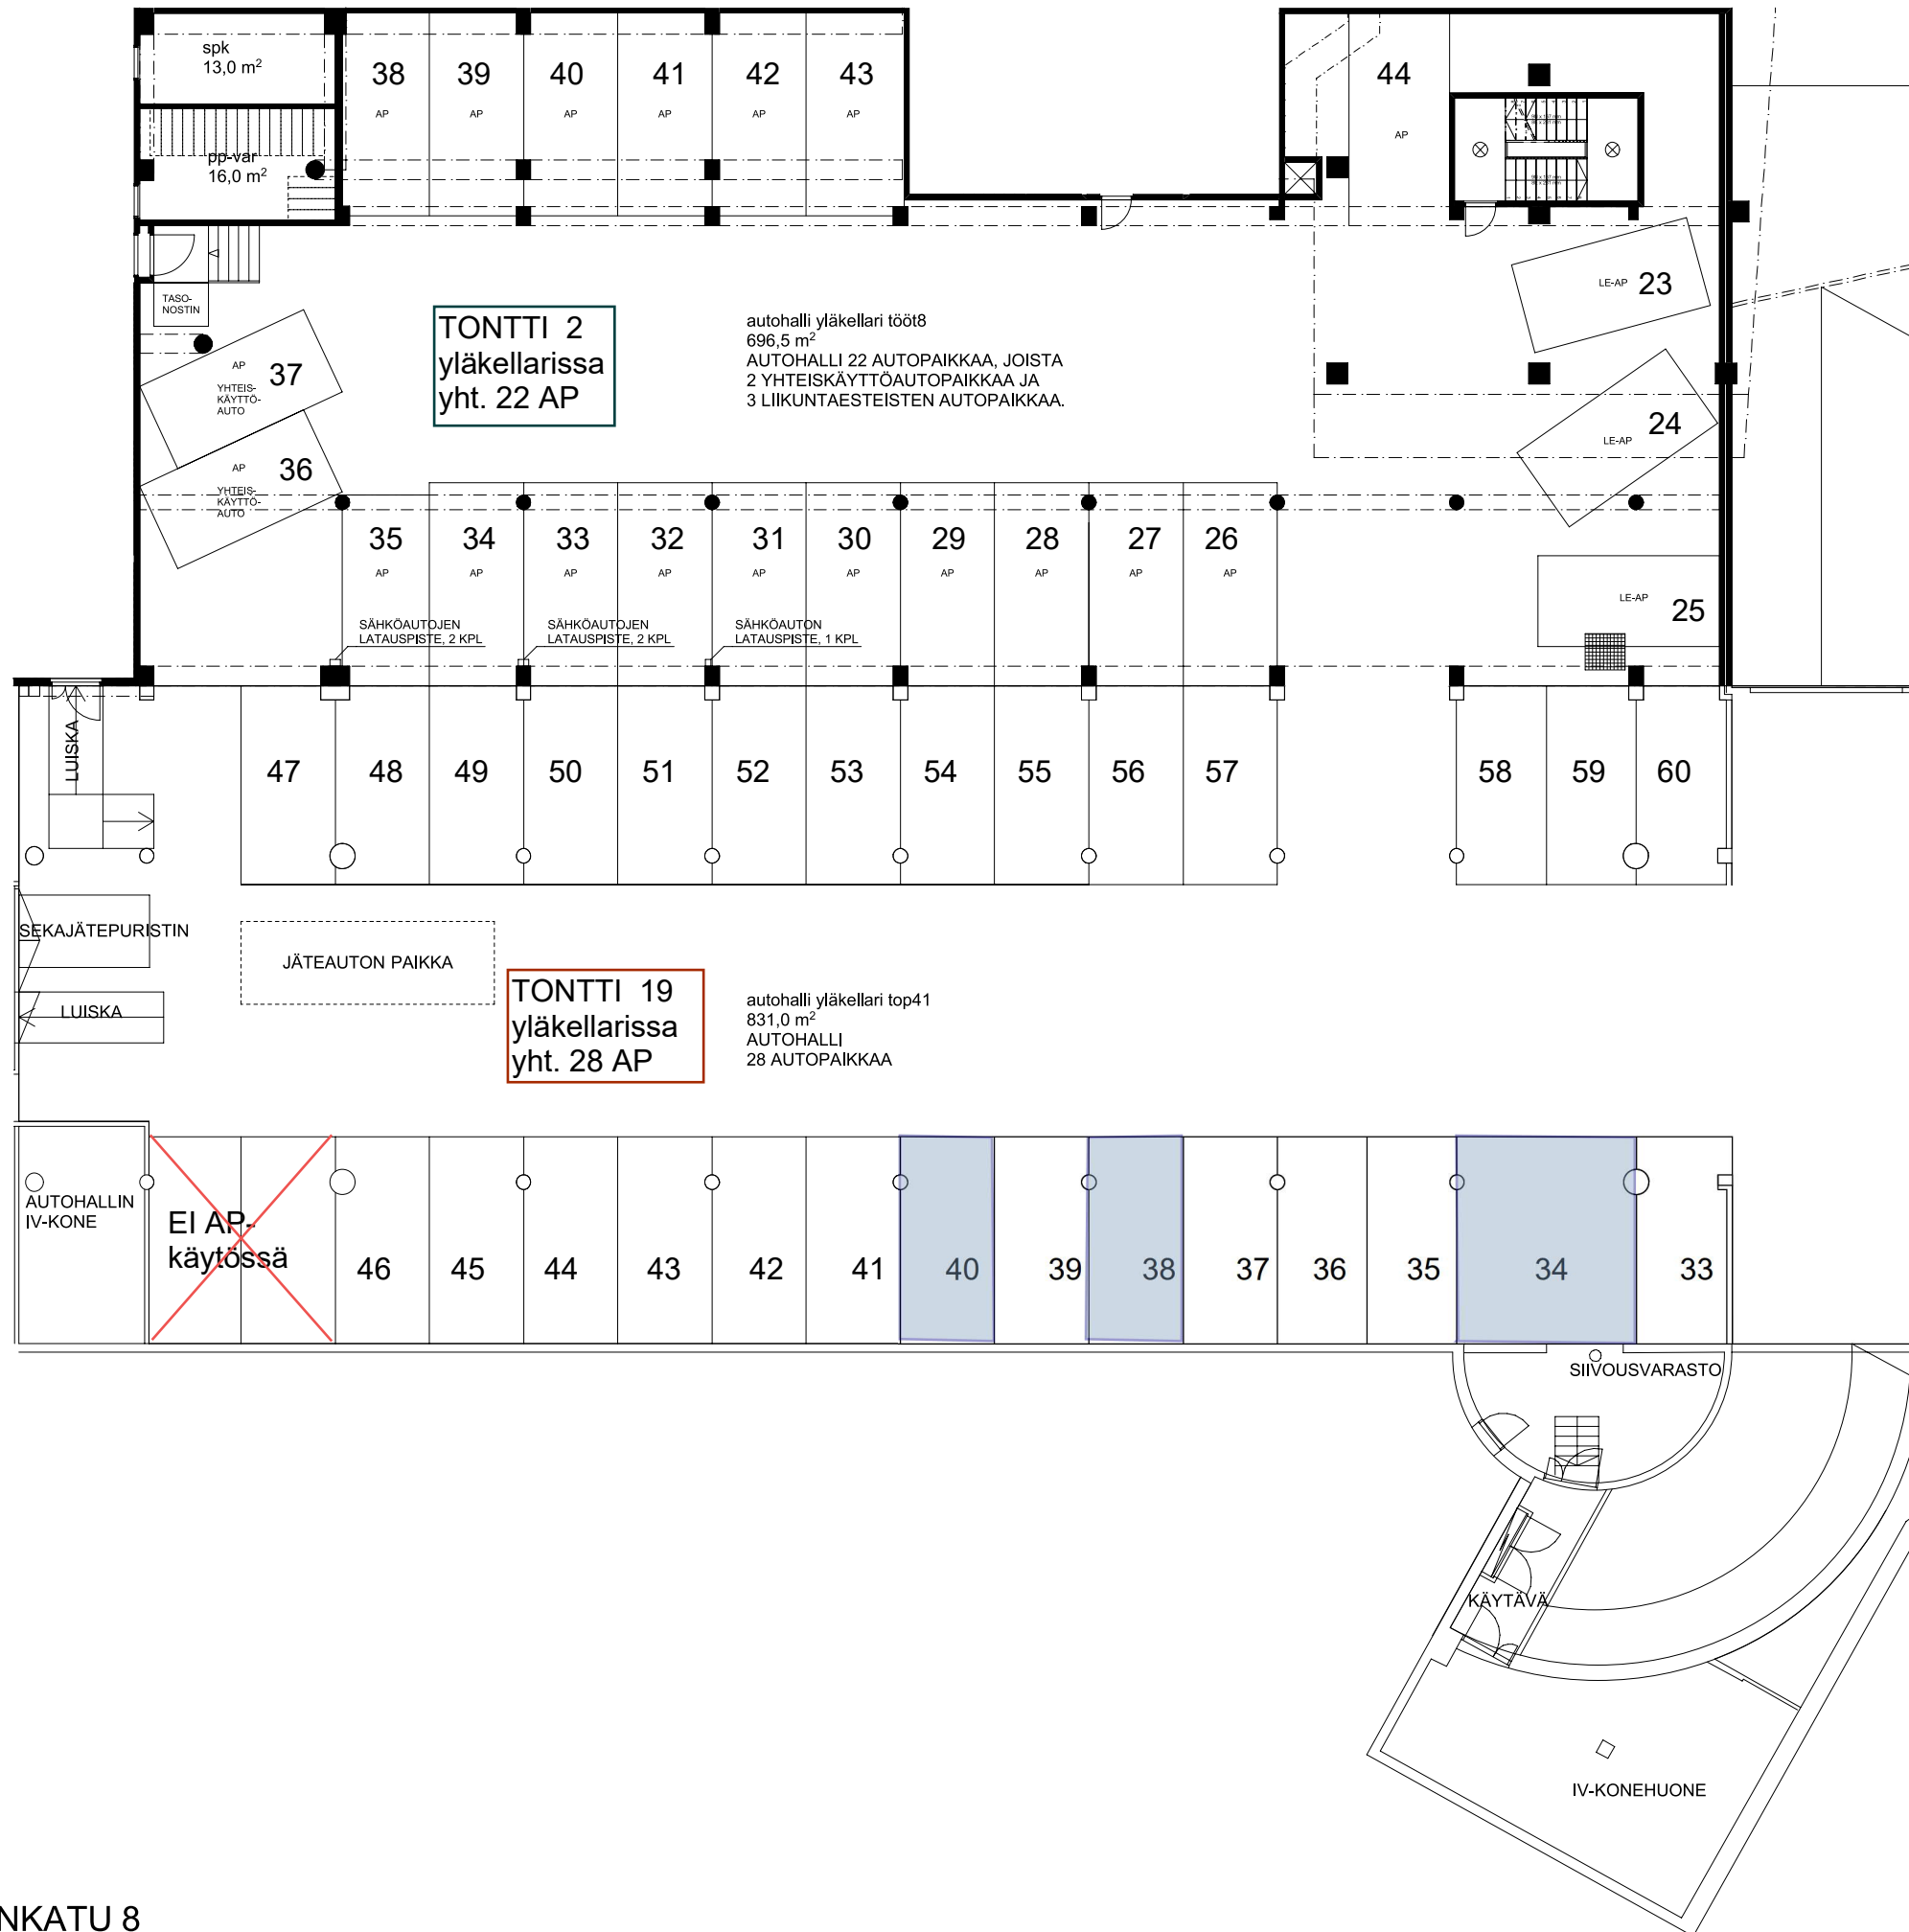 spk
13,0 m²
pp-var
16,0 m²
38 39 40 41 42 43 44
AP AP AP AP AP AP AP
TASO-
NOSTIN
LE-AP 23
TONTTI 2
yläkellarissa
yht. 22 AP
autohalli yläkellari tööt8
696,5 m²
AUTOHALLI 22 AUTOPAIKKAA, JOISTA
2 YHTEISKÄYTTÖAUTOPAIKKAA JA
3 LIIKUNTAESTEISTEN AUTOPAIKKAA.
AP 37
YHTEIS-
KÄYTTÖ-
AUTO
LE-AP 24
AP 36
YHTEIS-
KÄYTTÖ-
AUTO
35 34 33 32 31 30 29 28 27 26
AP AP AP AP AP AP AP AP AP AP
LE-AP 25
SÄHKÖAUTOJEN
LATAUSPISTE, 2 KPL
SÄHKÖAUTOJEN
LATAUSPISTE, 2 KPL
SÄHKÖAUTON
LATAUSPISTE, 1 KPL
LUISKA
47 48 49 50 51 52 53 54 55 56 57 58 59 60
SEKAJÄTEPURISTIN
JÄTEAUTON PAIKKA
LUISKA
TONTTI 19
yläkellarissa
yht. 28 AP
autohalli yläkellari top41
831,0 m²
AUTOHALLI
28 AUTOPAIKKAA
AUTOHALLIN
IV-KONE
EI AP-
käytössä
46 45 44 43 42 41 40 39 38 37 36 35 34 33
SIIVOUSVARASTO
KÄYTÄVÄ
IV-KONEHUONE
NKATU 8